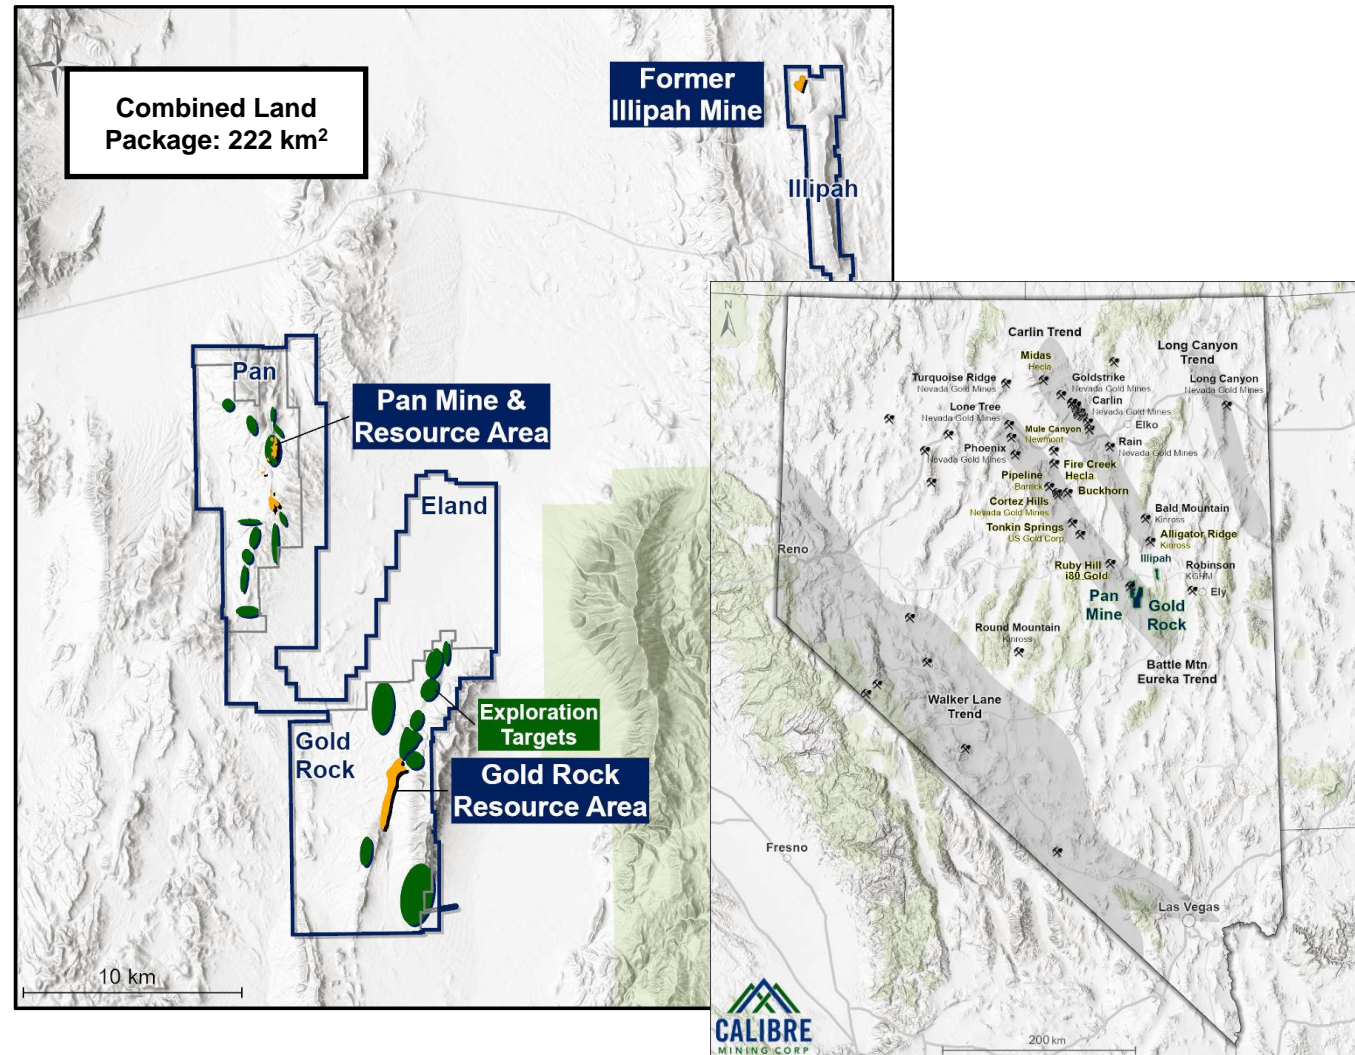 Combined Land
Package: 222 km²
Former
Illipah Mine
Illipah
Pan
Pan Mine &
Resource Area
Eland
Exploration
Targets
Gold
Rock
Gold Rock
Resource Area
10 km
N
Carlin Trend
Midas
Hecla
Long Canyon
Trend
Turquoise Ridge
Nevada Gold Mines
Goldstrike
Nevada Gold Mines
Long Canyon
Nevada Gold Mines
Carlin
Nevada Gold Mines
Lone Tree
Nevada Gold Mines
Elko
Mule Canyon
Newmont
Rain
Nevada Gold Mines
Phoenix
Nevada Gold Mines
Fire Creek
Hecla
Pipeline
Barrick
Buckhorn
Cortez Hills
Nevada Gold Mines
Bald Mountain
Kinross
Tonkin Springs
US Gold Corp
Alligator Ridge
Kinross
Reno
Illipah
Ruby Hill
i80 Gold
Robinson
KGHM
Ely
Pan
Mine
Gold
Rock
Round Mountain
Kinross
Battle Mtn
Eureka Trend
Walker Lane
Trend
Fresno
Las Vegas
CALIBRE
MINING CORP
200 km